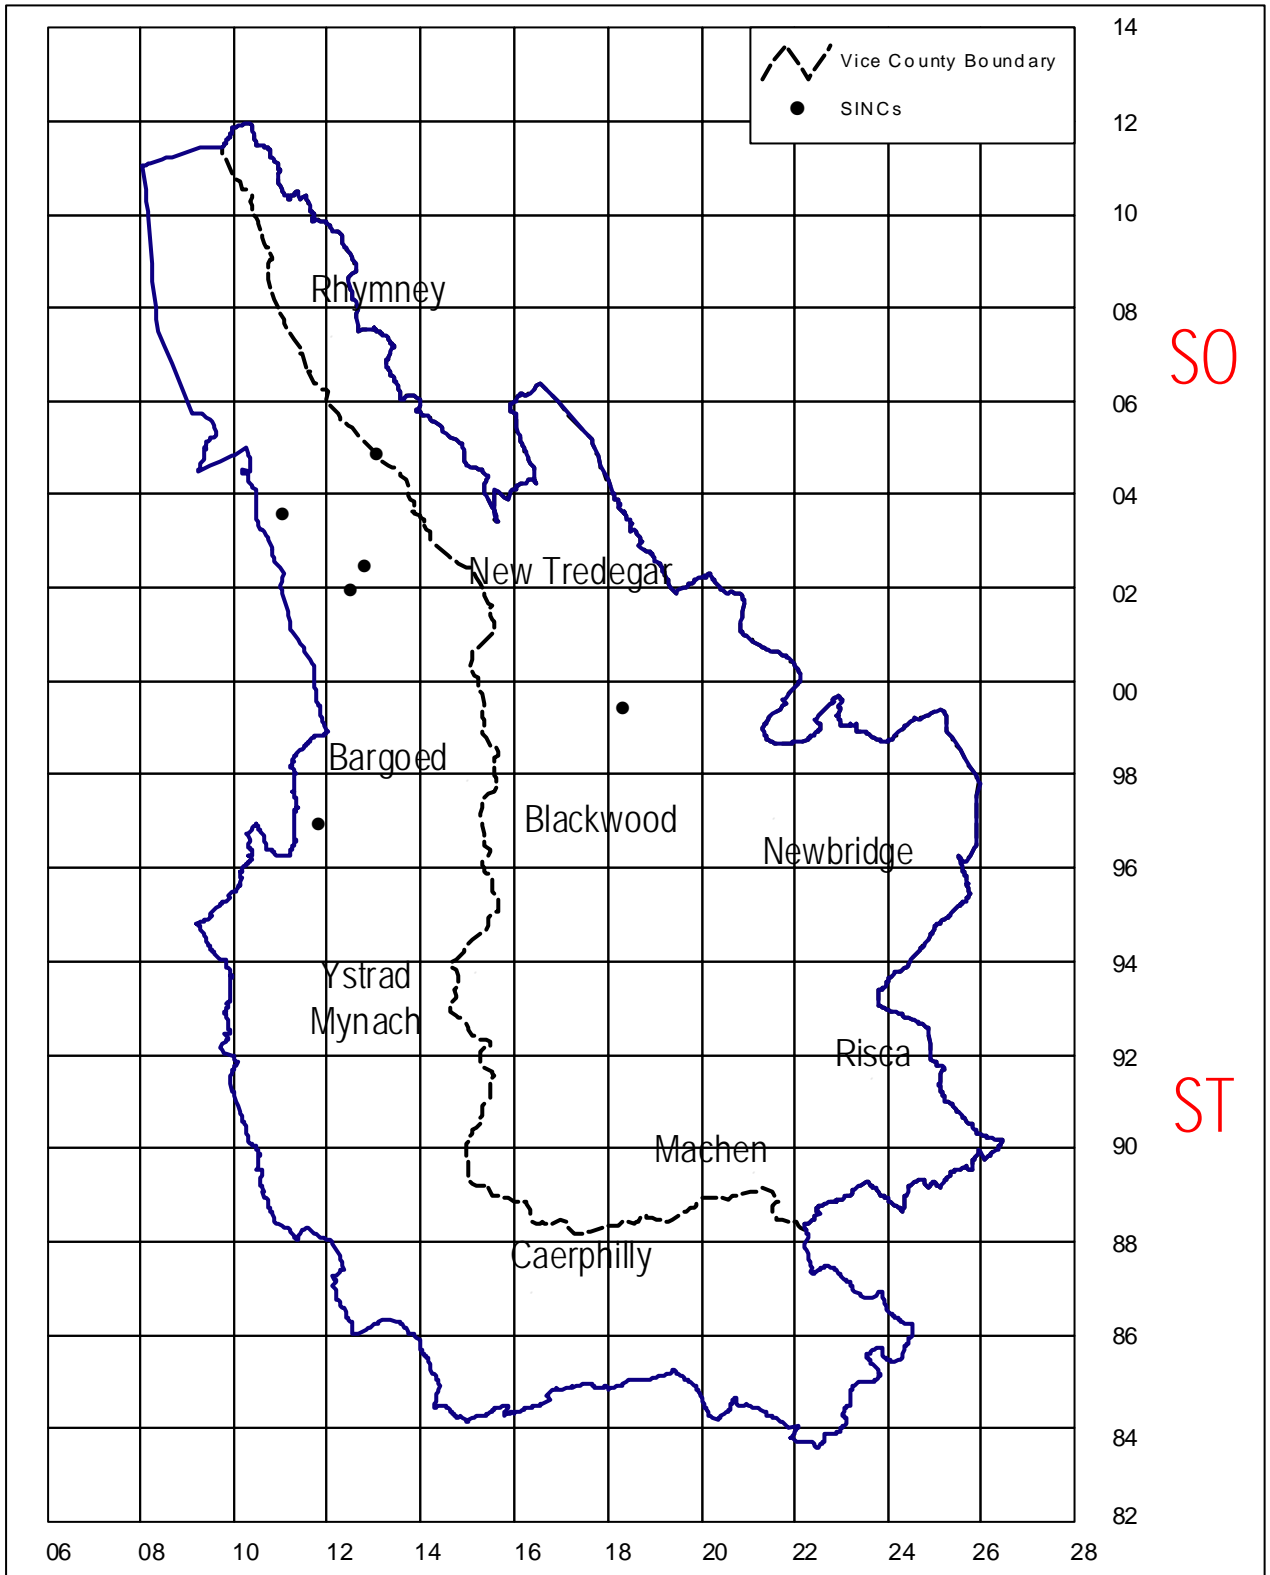 14
Vice County Boundary
SINCs
12
10
Rhymney
08
SO
06
04
New Tredegar
02
00
Bargoed
98
Blackwood
Newbridge
96
Ystrad
Mynach
94
Risca
92
ST
Machen
90
Caerphilly
88
86
84
82
06 08 10 12 14 16 18 20 22 24 26 28